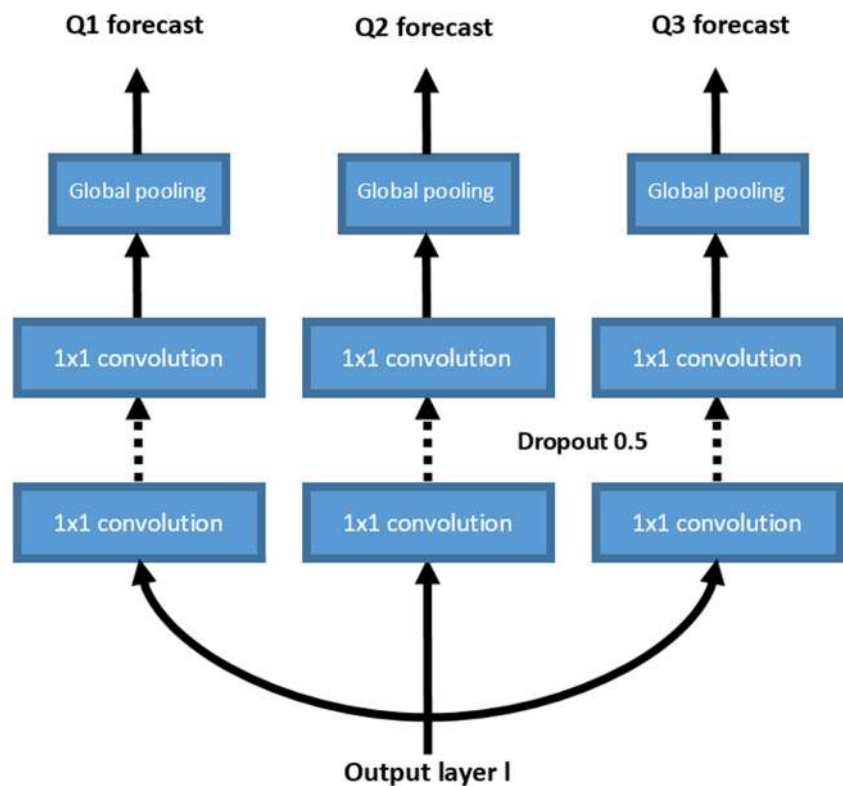 Q1 forecast
Q2 forecast
Q3 forecast
Global pooling
Global pooling
Global pooling
1x1 convolution
1x1 convolution
1x1 convolution
Dropout 0.5
1x1 convolution
1x1 convolution
1x1 convolution
Output layer l